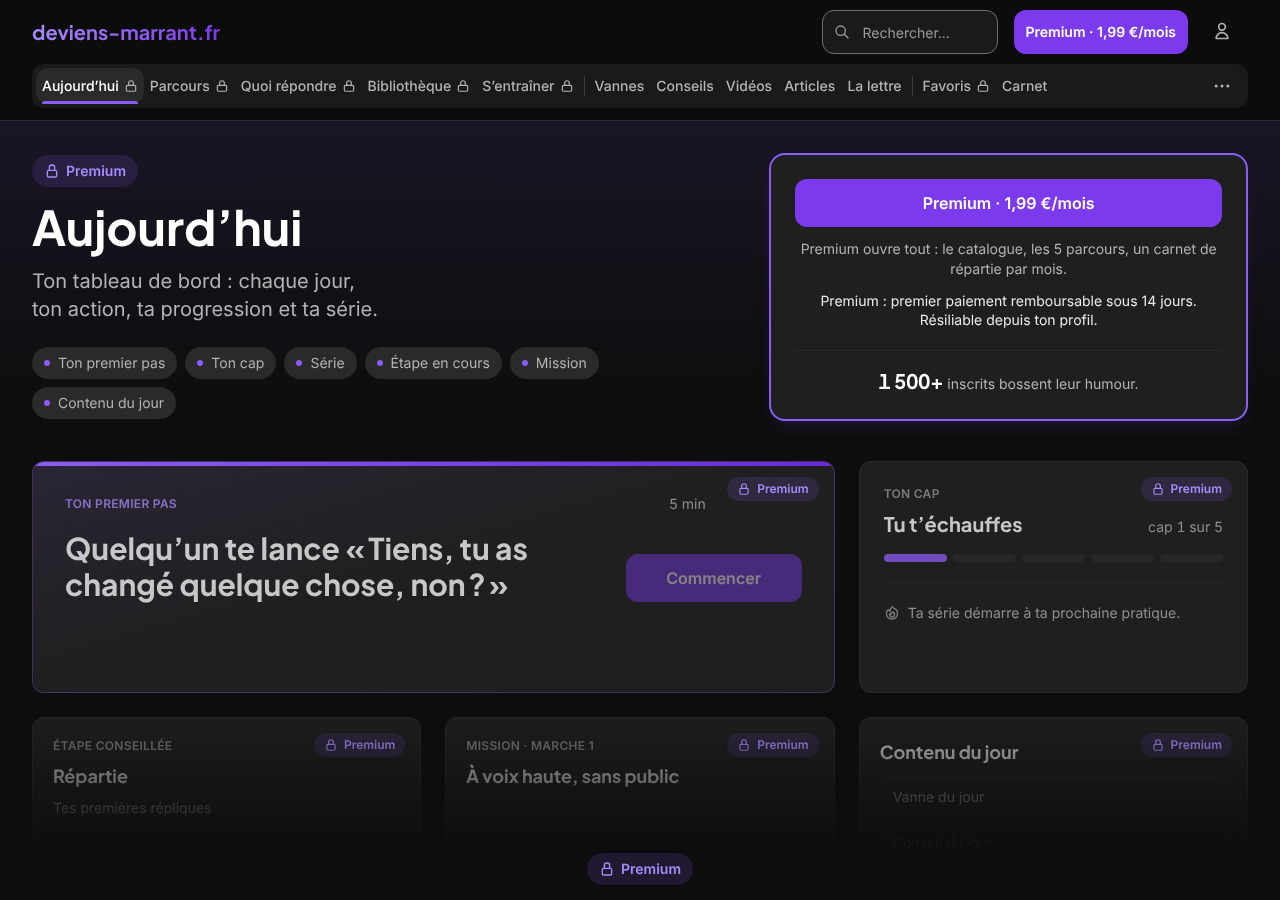 deviens-marrant.fr
Rechercher...
Premium · 1,99 €/mois
Aujourd’hui
Parcours
Quoi répondre
Bibliothèque
S’entraîner
Vannes
Conseils
Vidéos
Articles
La lettre
Favoris
Carnet
Premium
Aujourd’hui
Ton tableau de bord : chaque jour,
ton action, ta progression et ta série.
Ton premier pas
Ton cap
Série
Étape en cours
Mission
Contenu du jour
Premium · 1,99 €/mois
Premium ouvre tout : le catalogue, les 5 parcours, un carnet de
répartie par mois.
Premium : premier paiement remboursable sous 14 jours.
Résiliable depuis ton profil.
1 500+ inscrits bossent leur humour.
TON PREMIER PAS
5 min
Premium
Quelqu’un te lance « Tiens, tu as
changé quelque chose, non ? »
Commencer
TON CAP
Premium
Tu t’échauffes
cap 1 sur 5
Ta série démarre à ta prochaine pratique.
ÉTAPE CONSEILLÉE
Premium
Répartie
Tes premières répliques
MISSION · MARCHE 1
Premium
À voix haute, sans public
Contenu du jour
Premium
Vanne du jour
Conseil du jour
Premium